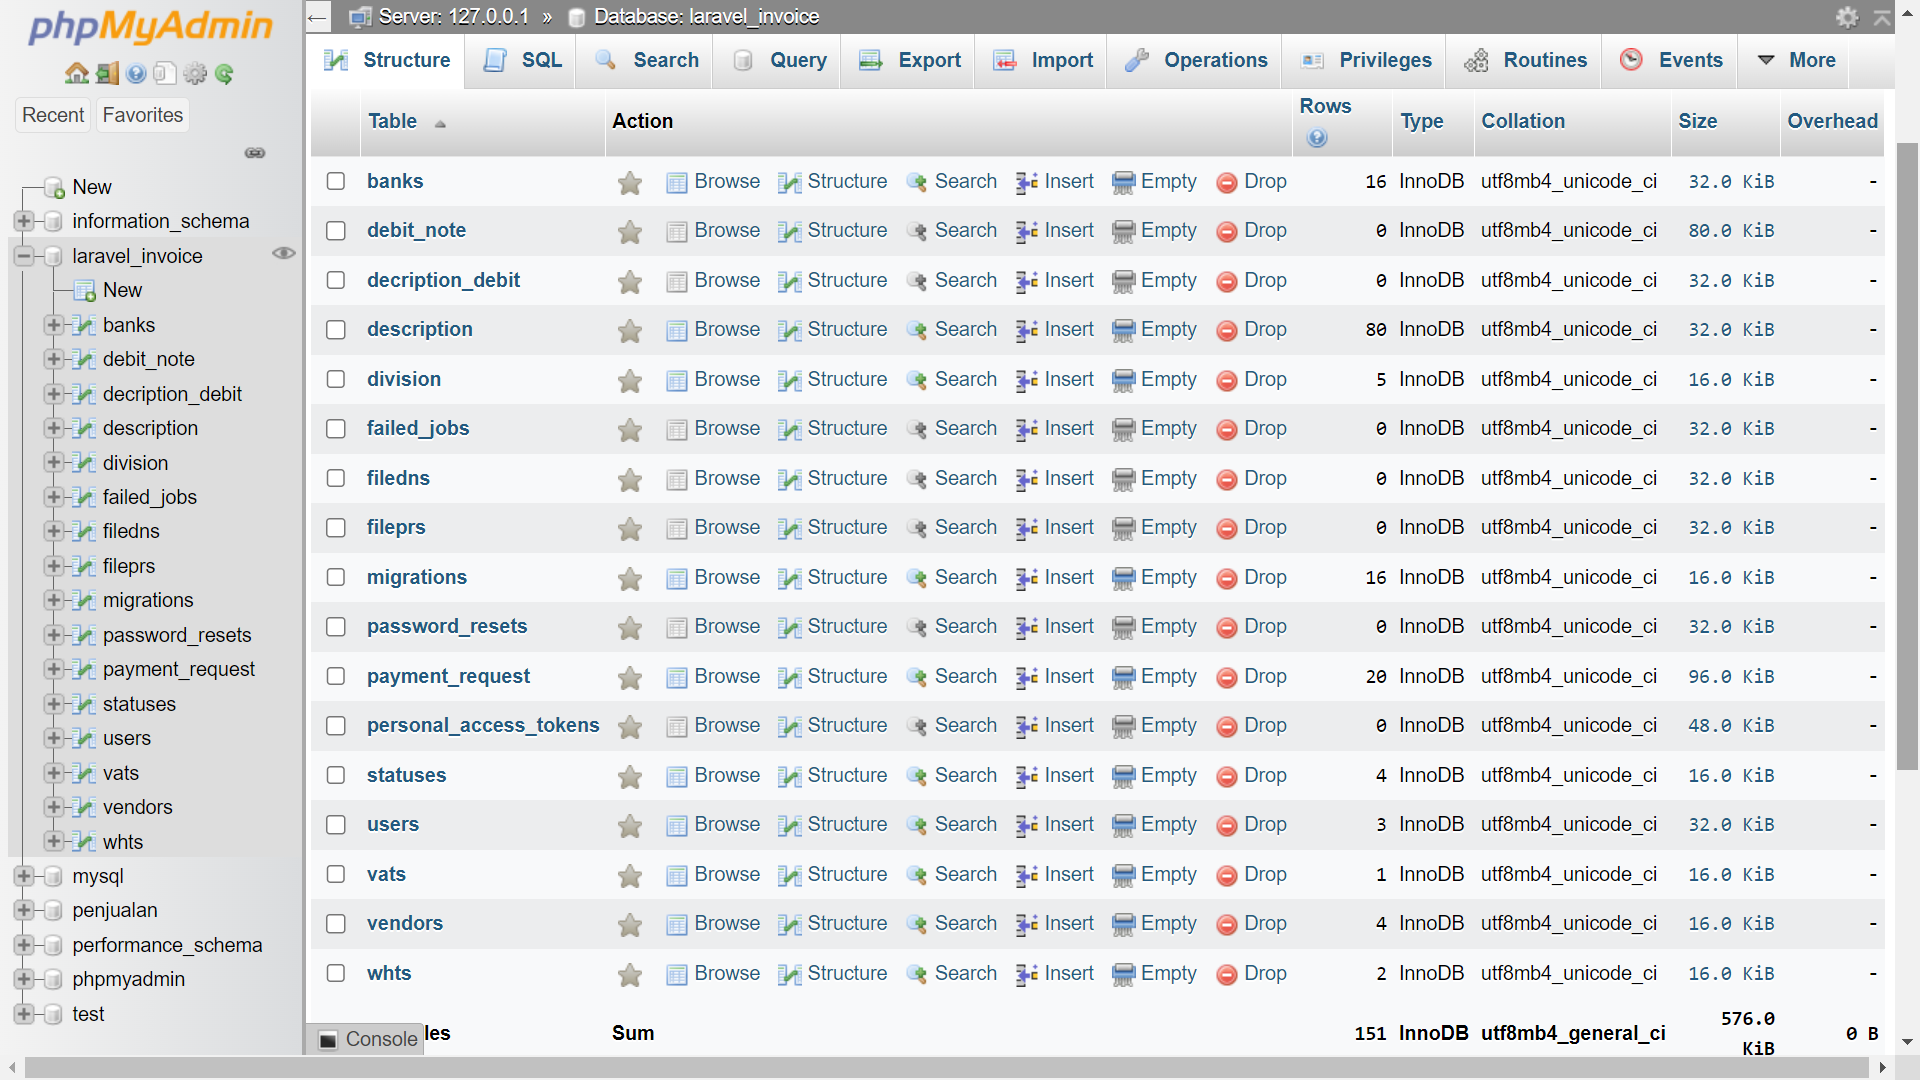 phpMyAdmin
Recent Favorites
New
information_schema
laravel_invoice
New
banks
debit_note
decription_debit
description
division
failed_jobs
filedns
fileprs
migrations
password_resets
payment_request
statuses
users
vats
vendors
whts
mysql
penjualan
performance_schema
phpmyadmin
test
Server: 127.0.0.1 » Database: laravel_invoice
Structure SQL Search Query Export Import Operations Privileges Routines Events More
Table Action Rows Type Collation Size Overhead
banks Browse Structure Search Insert Empty Drop 16 InnoDB utf8mb4_unicode_ci 32.0 KiB -
debit_note Browse Structure Search Insert Empty Drop 0 InnoDB utf8mb4_unicode_ci 80.0 KiB -
decription_debit Browse Structure Search Insert Empty Drop 0 InnoDB utf8mb4_unicode_ci 32.0 KiB -
description Browse Structure Search Insert Empty Drop 80 InnoDB utf8mb4_unicode_ci 32.0 KiB -
division Browse Structure Search Insert Empty Drop 5 InnoDB utf8mb4_unicode_ci 16.0 KiB -
failed_jobs Browse Structure Search Insert Empty Drop 0 InnoDB utf8mb4_unicode_ci 32.0 KiB -
filedns Browse Structure Search Insert Empty Drop 0 InnoDB utf8mb4_unicode_ci 32.0 KiB -
fileprs Browse Structure Search Insert Empty Drop 0 InnoDB utf8mb4_unicode_ci 32.0 KiB -
migrations Browse Structure Search Insert Empty Drop 16 InnoDB utf8mb4_unicode_ci 16.0 KiB -
password_resets Browse Structure Search Insert Empty Drop 0 InnoDB utf8mb4_unicode_ci 32.0 KiB -
payment_request Browse Structure Search Insert Empty Drop 20 InnoDB utf8mb4_unicode_ci 96.0 KiB -
personal_access_tokens Browse Structure Search Insert Empty Drop 0 InnoDB utf8mb4_unicode_ci 48.0 KiB -
statuses Browse Structure Search Insert Empty Drop 4 InnoDB utf8mb4_unicode_ci 16.0 KiB -
users Browse Structure Search Insert Empty Drop 3 InnoDB utf8mb4_unicode_ci 32.0 KiB -
vats Browse Structure Search Insert Empty Drop 1 InnoDB utf8mb4_unicode_ci 16.0 KiB -
vendors Browse Structure Search Insert Empty Drop 4 InnoDB utf8mb4_unicode_ci 16.0 KiB -
whts Browse Structure Search Insert Empty Drop 2 InnoDB utf8mb4_unicode_ci 16.0 KiB -
les Sum 151 InnoDB utf8mb4_general_ci 576.0 KiB 0 B
Console